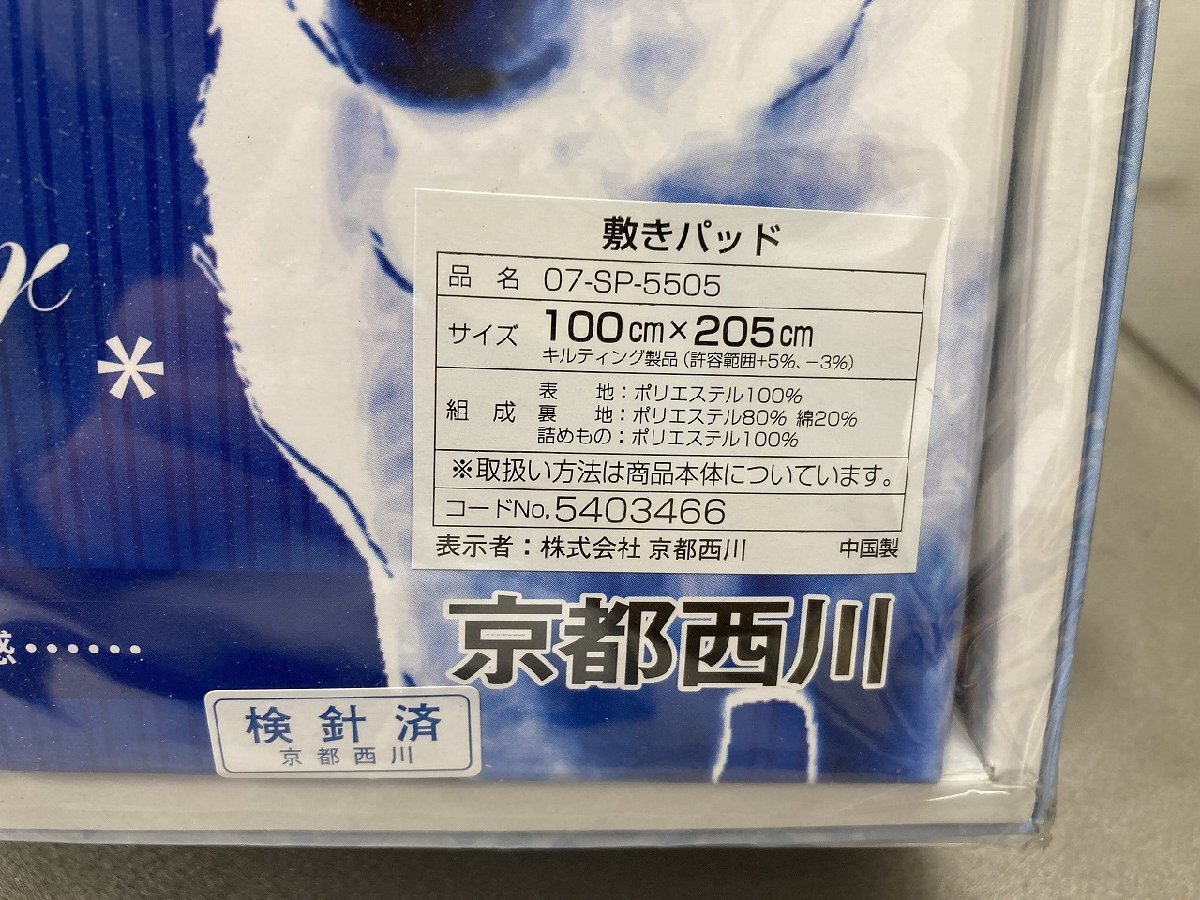 敷きパッド
品 名 07-SP-5505
サイズ 100cm×205cm
キルティング製品(許容範囲+5%、−3%)
組 成 表 地:ポリエステル100%
裏 地:ポリエステル80% 綿20%
詰めもの:ポリエステル100%
※取扱い方法は商品本体についています。
コードNo.5403466
表示者:株式会社 京都西川 中国製
京都西川
感……
検針済
京都西川